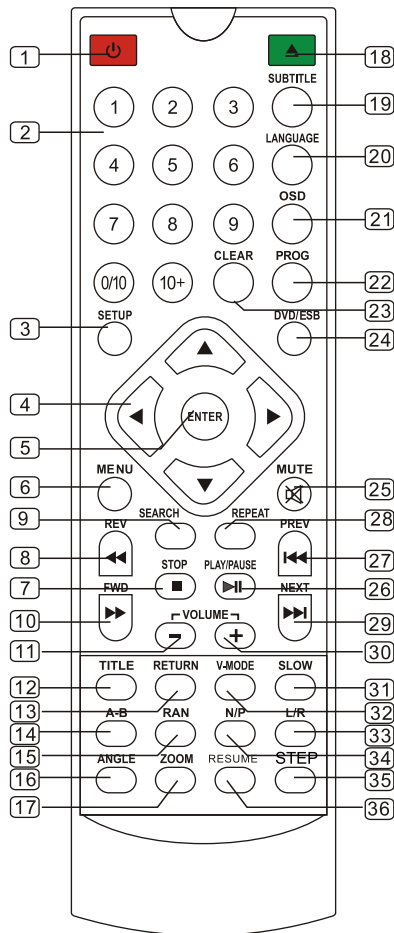 1 18
SUBTITLE
2 1 2 3 19
LANGUAGE
4 5 6 20
OSD
7 8 9 21
CLEAR PROG
0/10 10+ 22
23
SETUP DVD/ESB
3 24
4
ENTER
5
MENU MUTE
6 25
SEARCH REPEAT
9 28
REV PREV
8 27
STOP PLAY/PAUSE
7 26
FWD NEXT
10 29
VOLUME
11 - + 30
TITLE RETURN V-MODE SLOW
12 31
13 32
A-B RAN N/P L/R
14 33
15 34
ANGLE ZOOM RESUME STEP
16 35
17 36